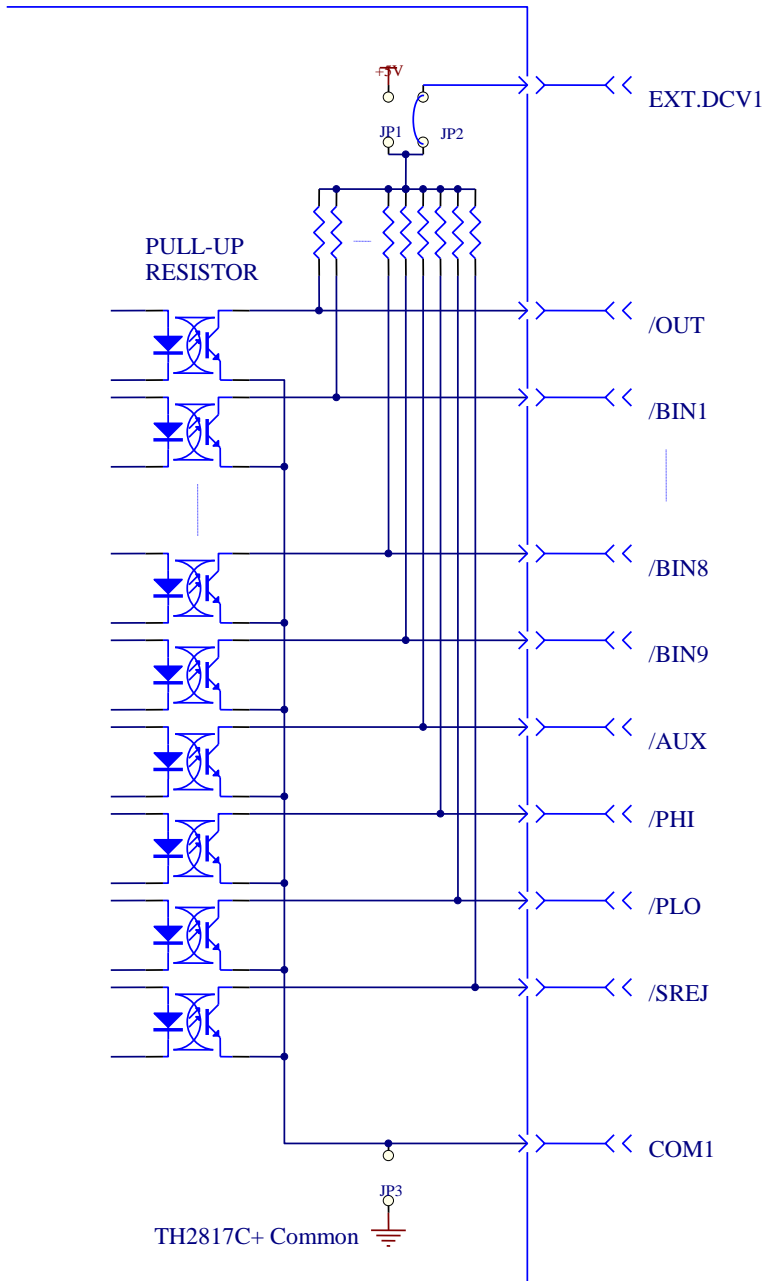 +5V
EXT.DCV1
JP1
JP2
PULL-UP
RESISTOR
/OUT
/BIN1
/BIN8
/BIN9
/AUX
/PHI
/PLO
/SREJ
COM1
JP3
TH2817C+ Common